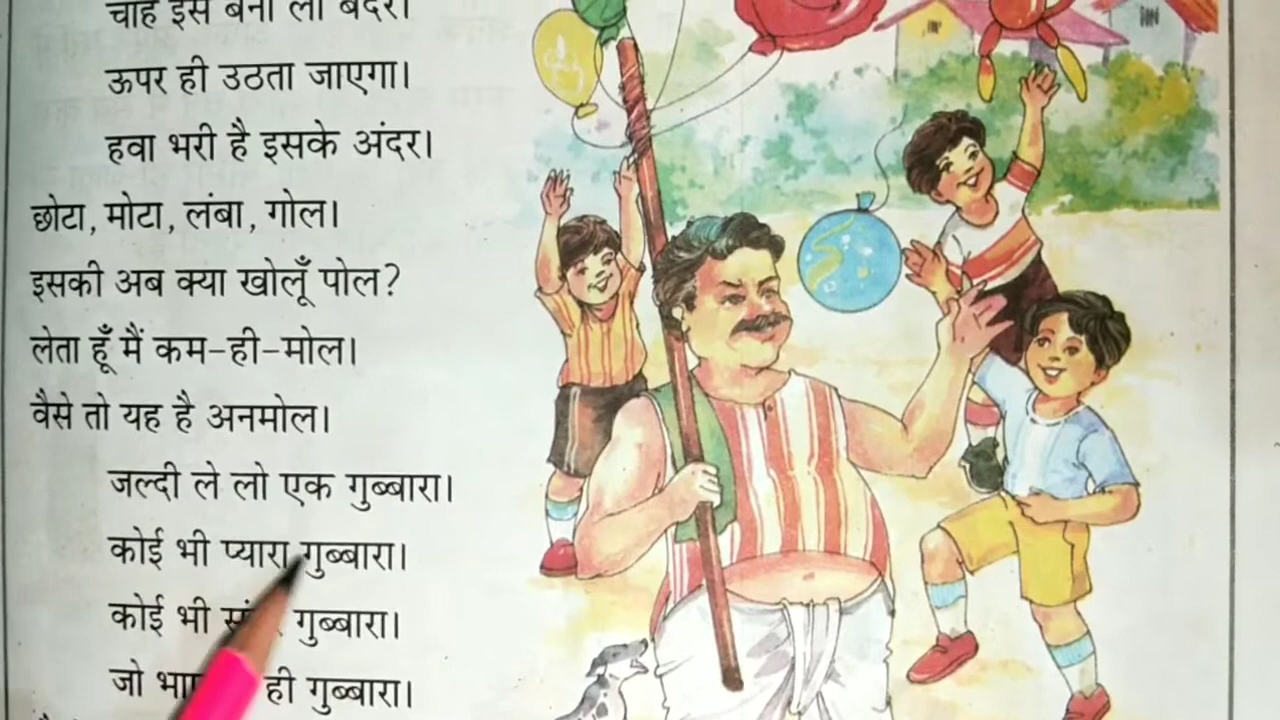 चाहे इसे बना लो बंदर।
ऊपर ही उठता जाएगा।
हवा भरी है इसके अंदर।
छोटा, मोटा, लंबा, गोल।
इसकी अब क्या खोलूँ पोल?
लेता हूँ मैं कम-ही-मोल।
वैसे तो यह है अनमोल।
जल्दी ले लो एक गुब्बारा।
कोई भी प्यारा गुब्बारा।
कोई भी गुब्बारा।
जो ही गुब्बारा।